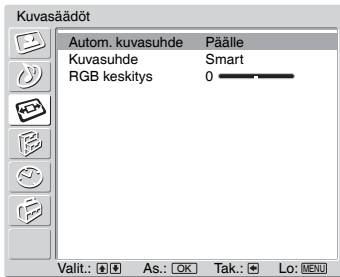 Kuvasäädöt
Autom. kuvasuhde Päälle
Kuvasuhde Smart
RGB keskitys 0
Valit.: As.: OK Tak.: Lo: MENU